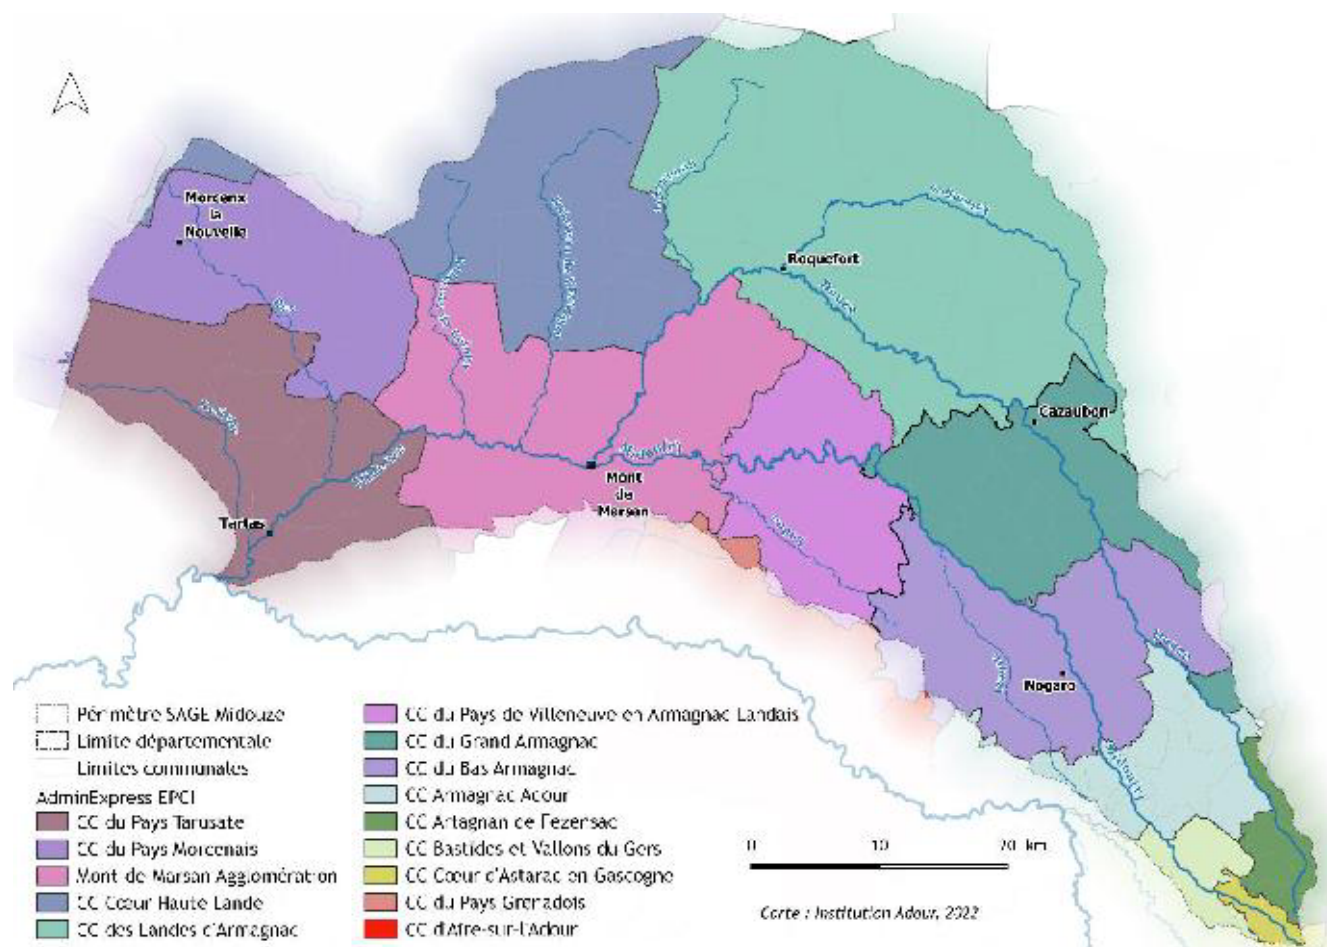 Morcenx
la
Nouvelle
Roquefort
Douze
Cazaubon
Mont
de
Marsan
Tartas
Nogaro
Périmètre SAGE Midouze
Limite départementale
Limites communales
AdminExpress EPCI
CC du Pays Tarusate
CC du Pays Morcenais
Mont-de-Marsan Agglomération
CC Cœur Haute Lande
CC des Landes d'Armagnac
CC du Pays de Villeneuve en Armagnac Landais
CC du Grand Armagnac
CC du Bas Armagnac
CC Armagnac Adour
CC Artagnan de Fezensac
CC Bastides et Vallons du Gers
CC Cœur d'Astarac en Gascogne
CC du Pays Grenadois
CC d'Aire-sur-l'Adour
0 10 20 km
Carte : Institution Adour, 2022